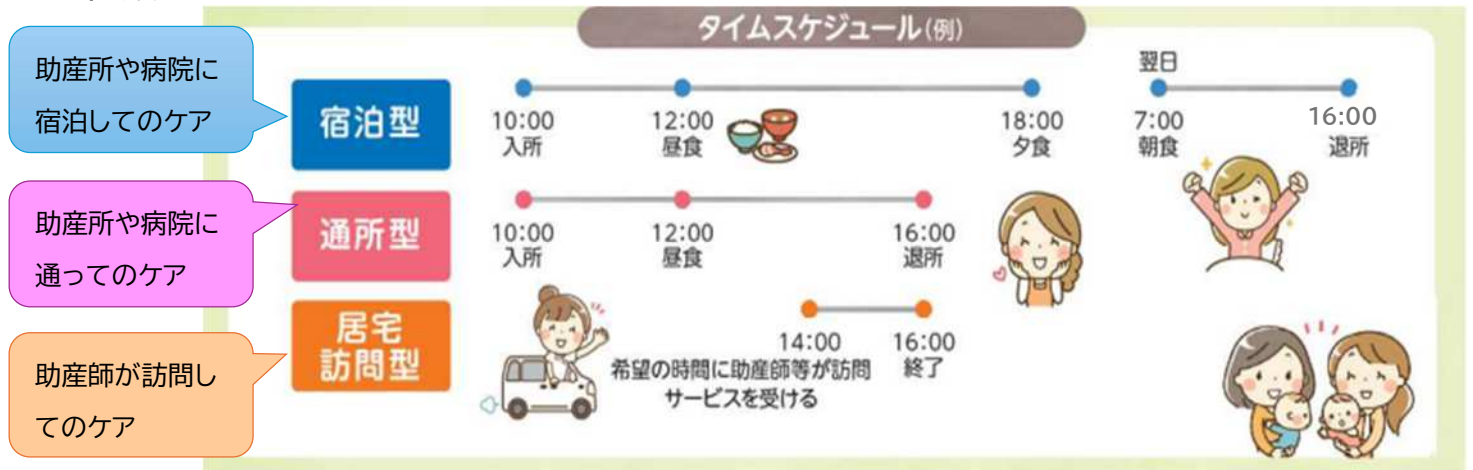 タイムスケジュール(例)
助産所や病院に
宿泊してのケア
宿泊型
10:00
入所
12:00
昼食
18:00
夕食
翌日
7:00
朝食
16:00
退所
助産所や病院に
通ってのケア
通所型
10:00
入所
12:00
昼食
16:00
退所
助産師が訪問し
てのケア
居宅
訪問型
14:00
16:00
終了
希望の時間に助産師等が訪問
サービスを受ける